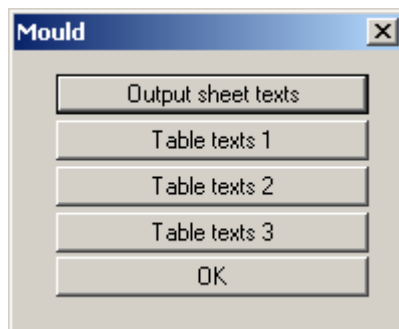 Mould
Output sheet texts
Table texts 1
Table texts 2
Table texts 3
OK